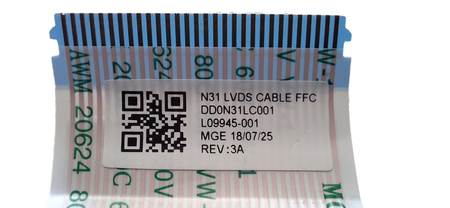 N31 LVDS CABLE FFC
DD0N31LC001
L09945-001
MGE 18/07/25
REV:3A
AWM 20624 80